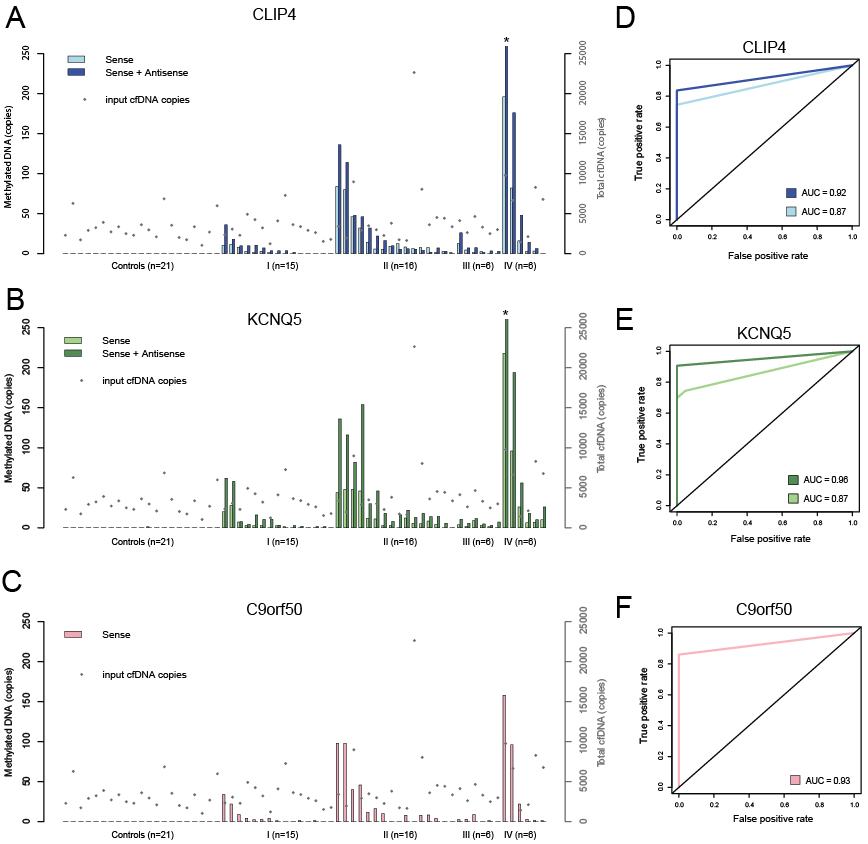 A
CLIP4
Sense
Sense + Antisense
input cfDNA copies
*
Methylated DNA (copies)
0
50
100
150
200
250
Total cfDNA (copies)
0
5000
10000
15000
20000
25000
Controls (n=21)
I (n=15)
II (n=16)
III (n=6)
IV (n=6)
D
CLIP4
True positive rate
0.0
0.2
0.4
0.6
0.8
1.0
AUC = 0.92
AUC = 0.87
0.0
0.2
0.4
0.6
0.8
1.0
False positive rate
B
KCNQ5
Sense
Sense + Antisense
input cfDNA copies
*
Methylated DNA (copies)
0
50
100
150
200
250
Total cfDNA (copies)
0
5000
10000
15000
20000
25000
Controls (n=21)
I (n=15)
II (n=16)
III (n=6)
IV (n=6)
E
KCNQ5
True positive rate
0.0
0.2
0.4
0.6
0.8
1.0
AUC = 0.96
AUC = 0.87
0.0
0.2
0.4
0.6
0.8
1.0
False positive rate
C
C9orf50
Sense
input cfDNA copies
Methylated DNA (copies)
0
50
100
150
200
250
Total cfDNA (copies)
0
5000
10000
15000
20000
25000
Controls (n=21)
I (n=15)
II (n=16)
III (n=6)
IV (n=6)
F
C9orf50
True positive rate
0.0
0.2
0.4
0.6
0.8
1.0
AUC = 0.93
0.0
0.2
0.4
0.6
0.8
1.0
False positive rate